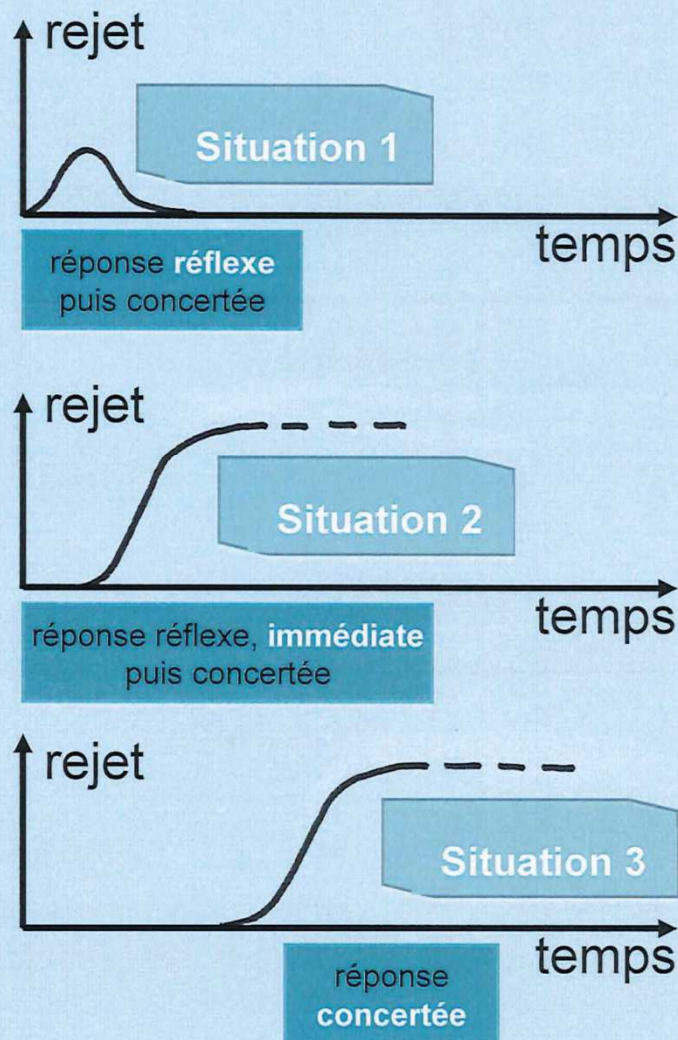 rejet
Situation 1
temps
réponse réflexe
puis concertée
rejet
Situation 2
temps
réponse réflexe, immédiate
puis concertée
rejet
Situation 3
temps
réponse
concertée